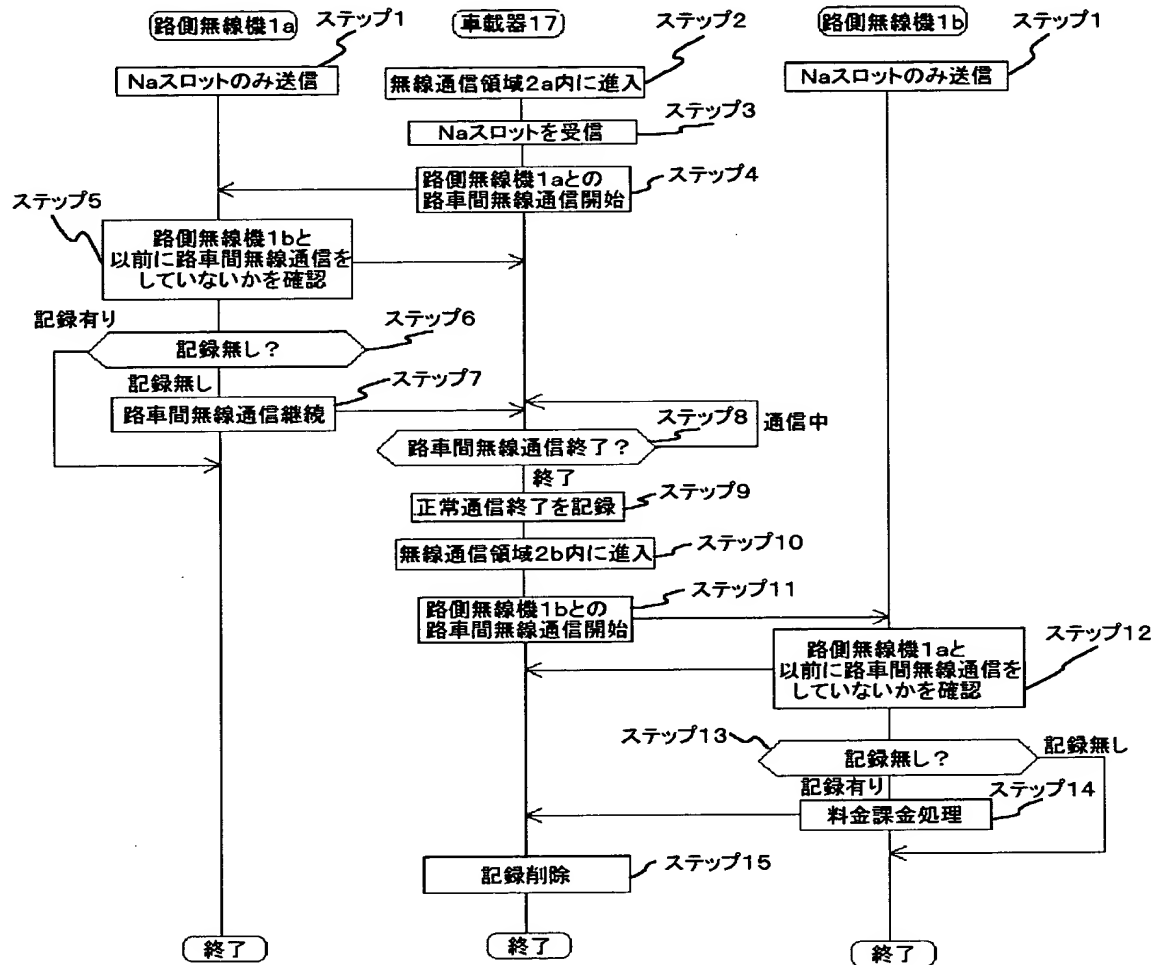 路側無線機1a
ステップ1
車載器17
ステップ2
路側無線機1b
ステップ1
Naスロットのみ送信
無線通信領域2a内に進入
Naスロットのみ送信
ステップ3
Naスロットを受信
ステップ4
路側無線機1aとの
路車間無線通信開始
ステップ5
路側無線機1bと
以前に路車間無線通信を
していないかを確認
記録有り
ステップ6
記録無し?
記録無し
ステップ7
路車間無線通信継続
ステップ8
通信中
路車間無線通信終了?
終了
ステップ9
正常通信終了を記録
ステップ10
無線通信領域2b内に進入
ステップ11
路側無線機1bとの
路車間無線通信開始
ステップ12
路側無線機1aと
以前に路車間無線通信を
していないかを確認
ステップ13
記録無し
記録無し?
記録有り
ステップ14
料金課金処理
ステップ15
記録削除
終了
終了
終了